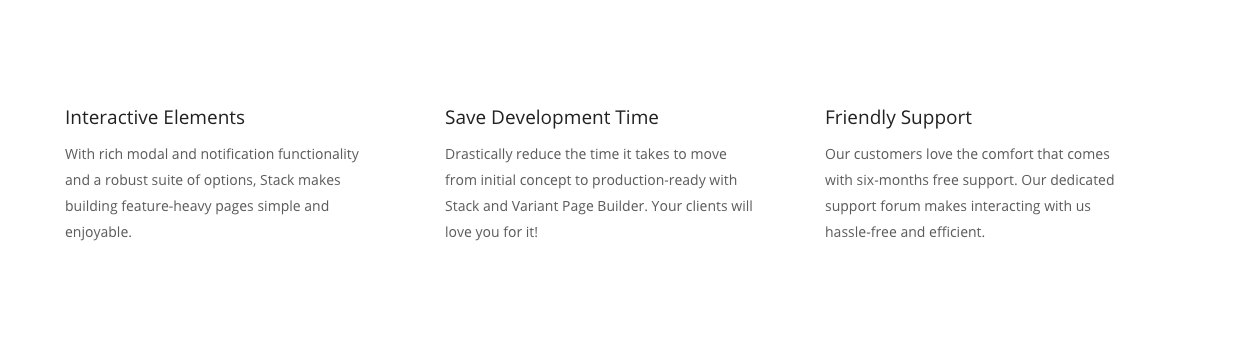 Interactive Elements
With rich modal and notification functionality
and a robust suite of options, Stack makes
building feature-heavy pages simple and
enjoyable.
Save Development Time
Drastically reduce the time it takes to move
from initial concept to production-ready with
Stack and Variant Page Builder. Your clients will
love you for it!
Friendly Support
Our customers love the comfort that comes
with six-months free support. Our dedicated
support forum makes interacting with us
hassle-free and efficient.